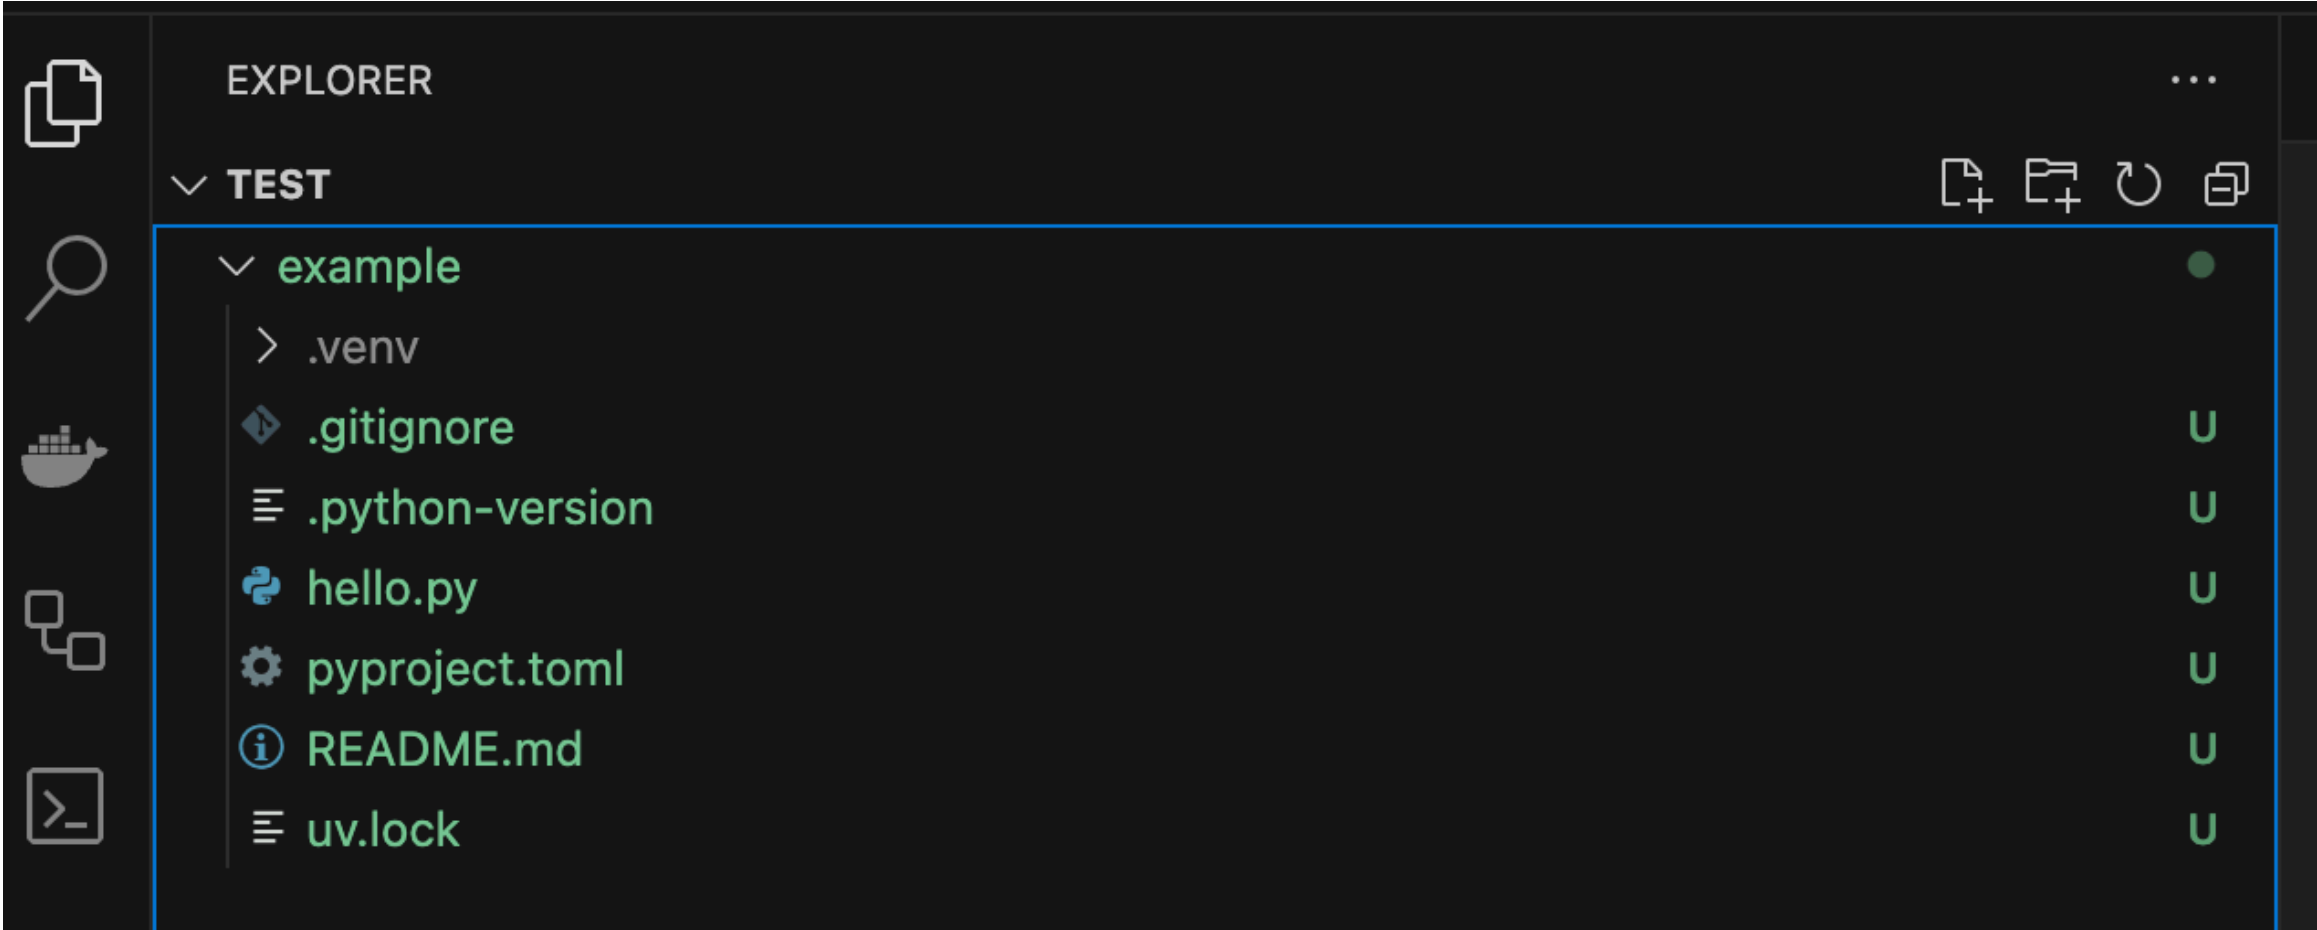 EXPLORER
TEST
example
.venv
.gitignore U
.python-version U
hello.py U
pyproject.toml U
README.md U
uv.lock U